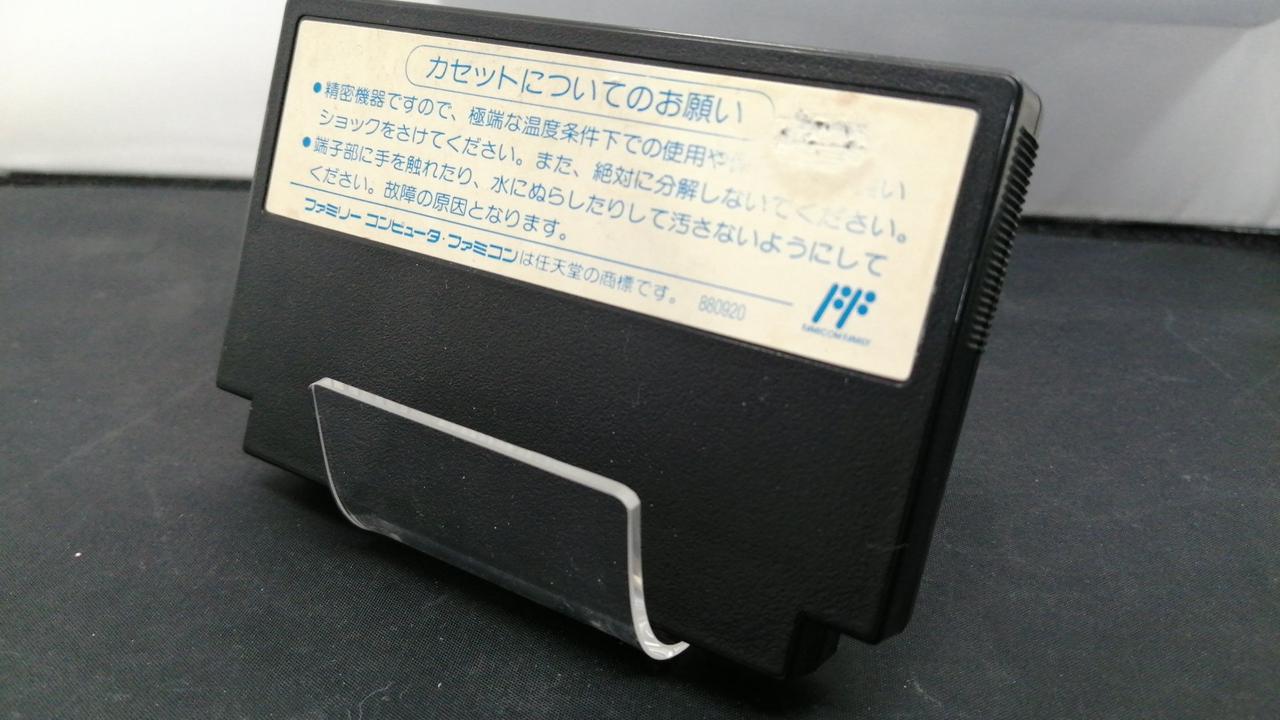 カセットについてのお願い
●精密機器ですので、極端な温度条件下での使用や
ショックをさけてください。また、絶対に分解しないでください。
●端子部に手を触れたり、水にぬらしたりして汚さないようにして
ください。故障の原因となります。
ファミリーコンピュータ・ファミコンは任天堂の商標です。 880920
FF
FAMICOM FAMILY